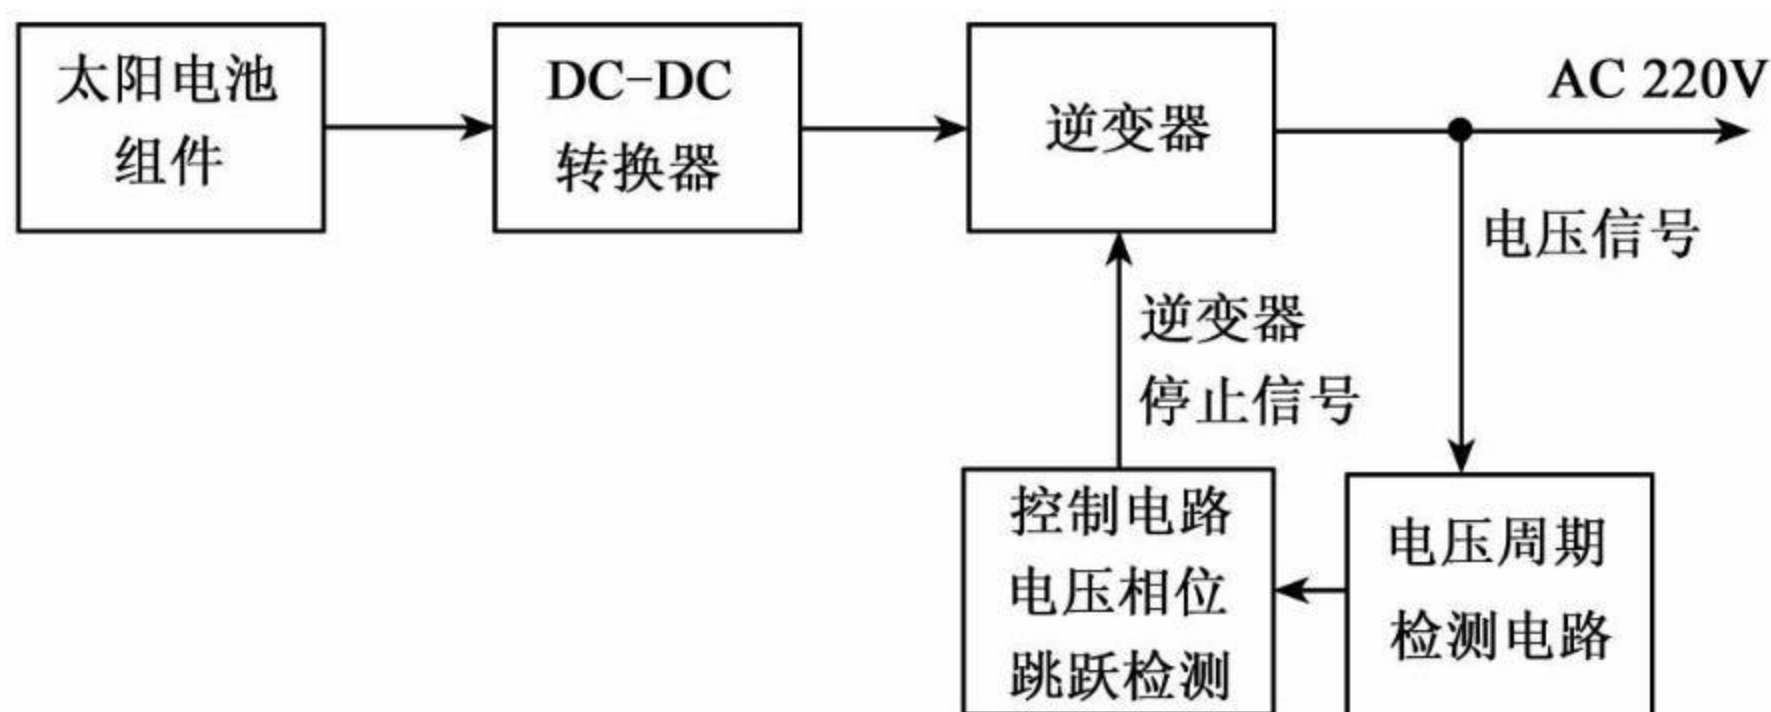 太阳电池
组件
DC-DC
转换器
逆变器
AC 220V
电压信号
逆变器
停止信号
控制电路
电压相位
跳跃检测
电压周期
检测电路